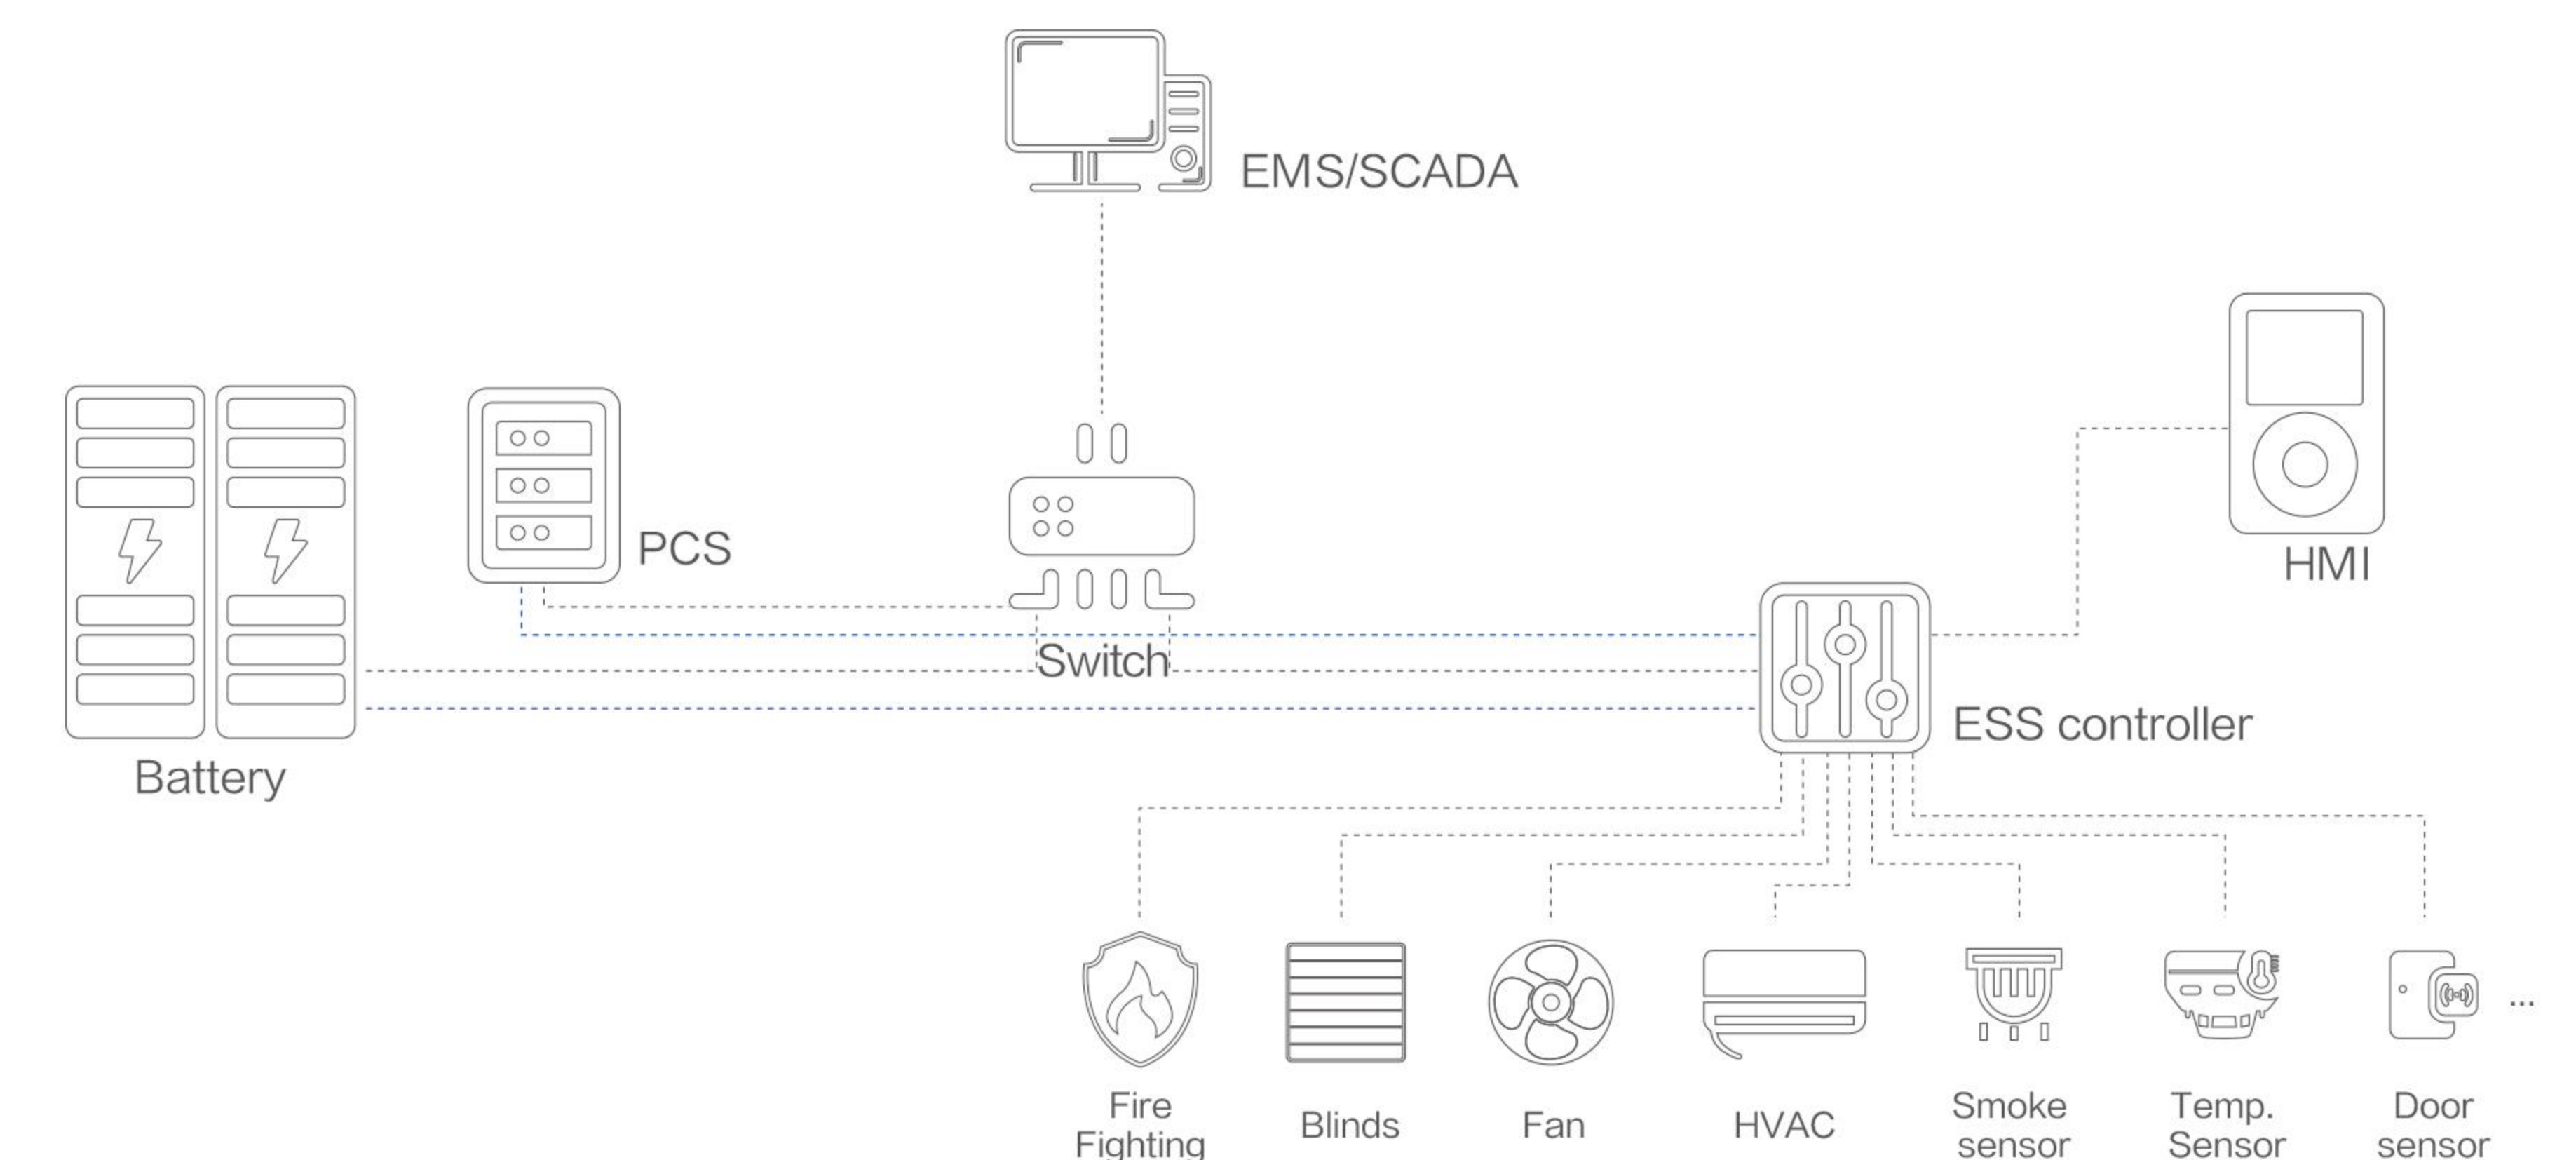 EMS/SCADA
PCS
HMI
Switch
ESS controller
Battery
Fire
Fighting
Blinds
Fan
HVAC
Smoke
sensor
Temp.
Sensor
Door
sensor
...